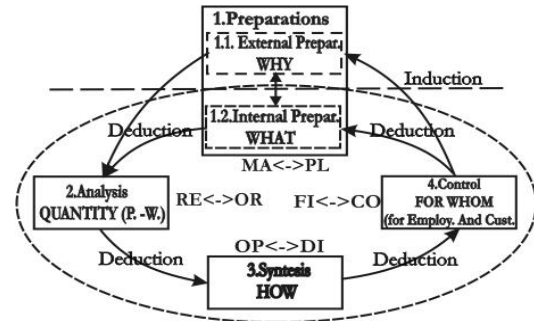 1.Preparations
1.1. External Prepar.
WHY
Induction
1.2.Internal Prepar.
WHAT
Deduction
Deduction
MA<->PL
2.Analysis
QUANTITY (P. -W.)
RE<->OR
FI<->CO
4.Control
FOR WHOM
(for Employ. And Cust.
OP<->DI
Deduction
Deduction
3.Syntesis
HOW